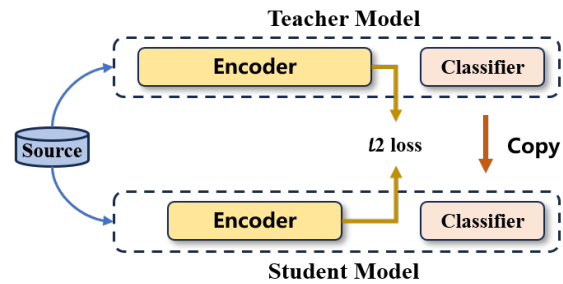 Teacher Model
Encoder
Classifier
Source
l2 loss
Copy
Encoder
Classifier
Student Model